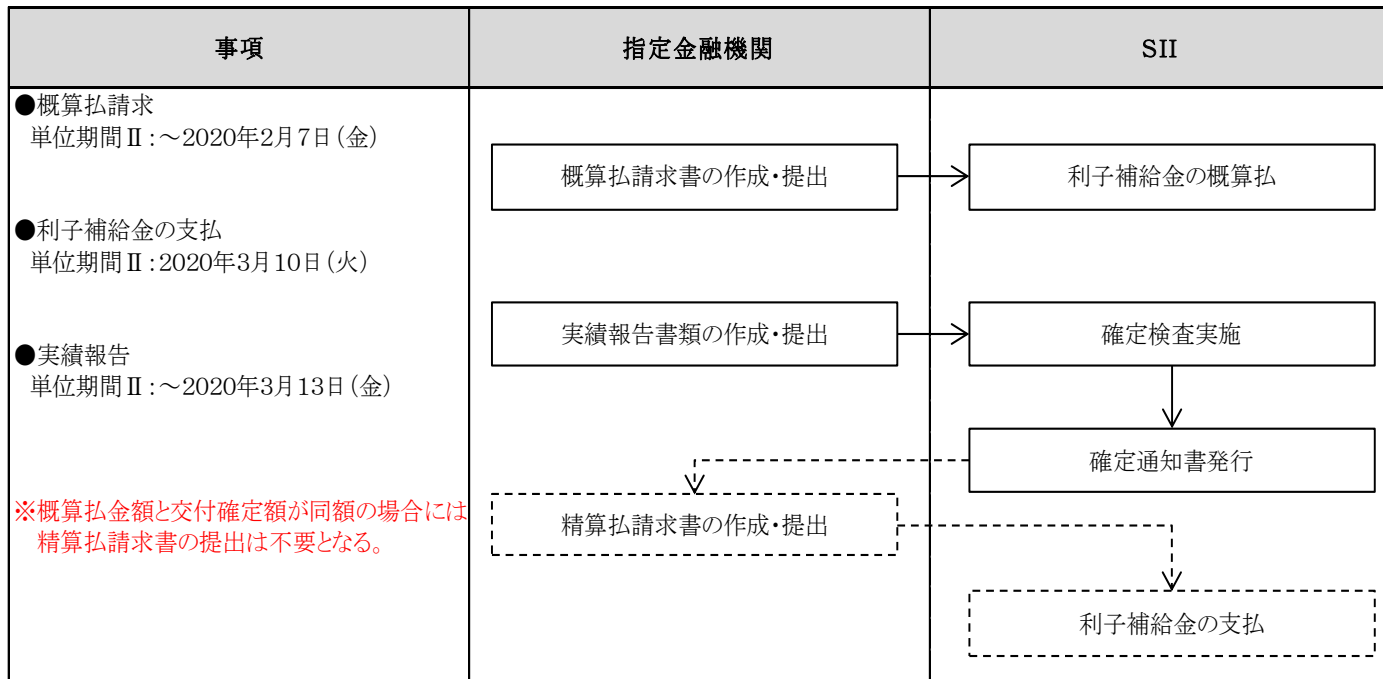 事項
指定金融機関
SII
●概算払請求
単位期間Ⅱ:～2020年2月7日(金)
概算払請求書の作成・提出
利子補給金の概算払
●利子補給金の支払
単位期間Ⅱ:2020年3月10日(火)
実績報告書類の作成・提出
確定検査実施
●実績報告
単位期間Ⅱ:～2020年3月13日(金)
確定通知書発行
※概算払金額と交付確定額が同額の場合には
精算払請求書の提出は不要となる。
精算払請求書の作成・提出
利子補給金の支払